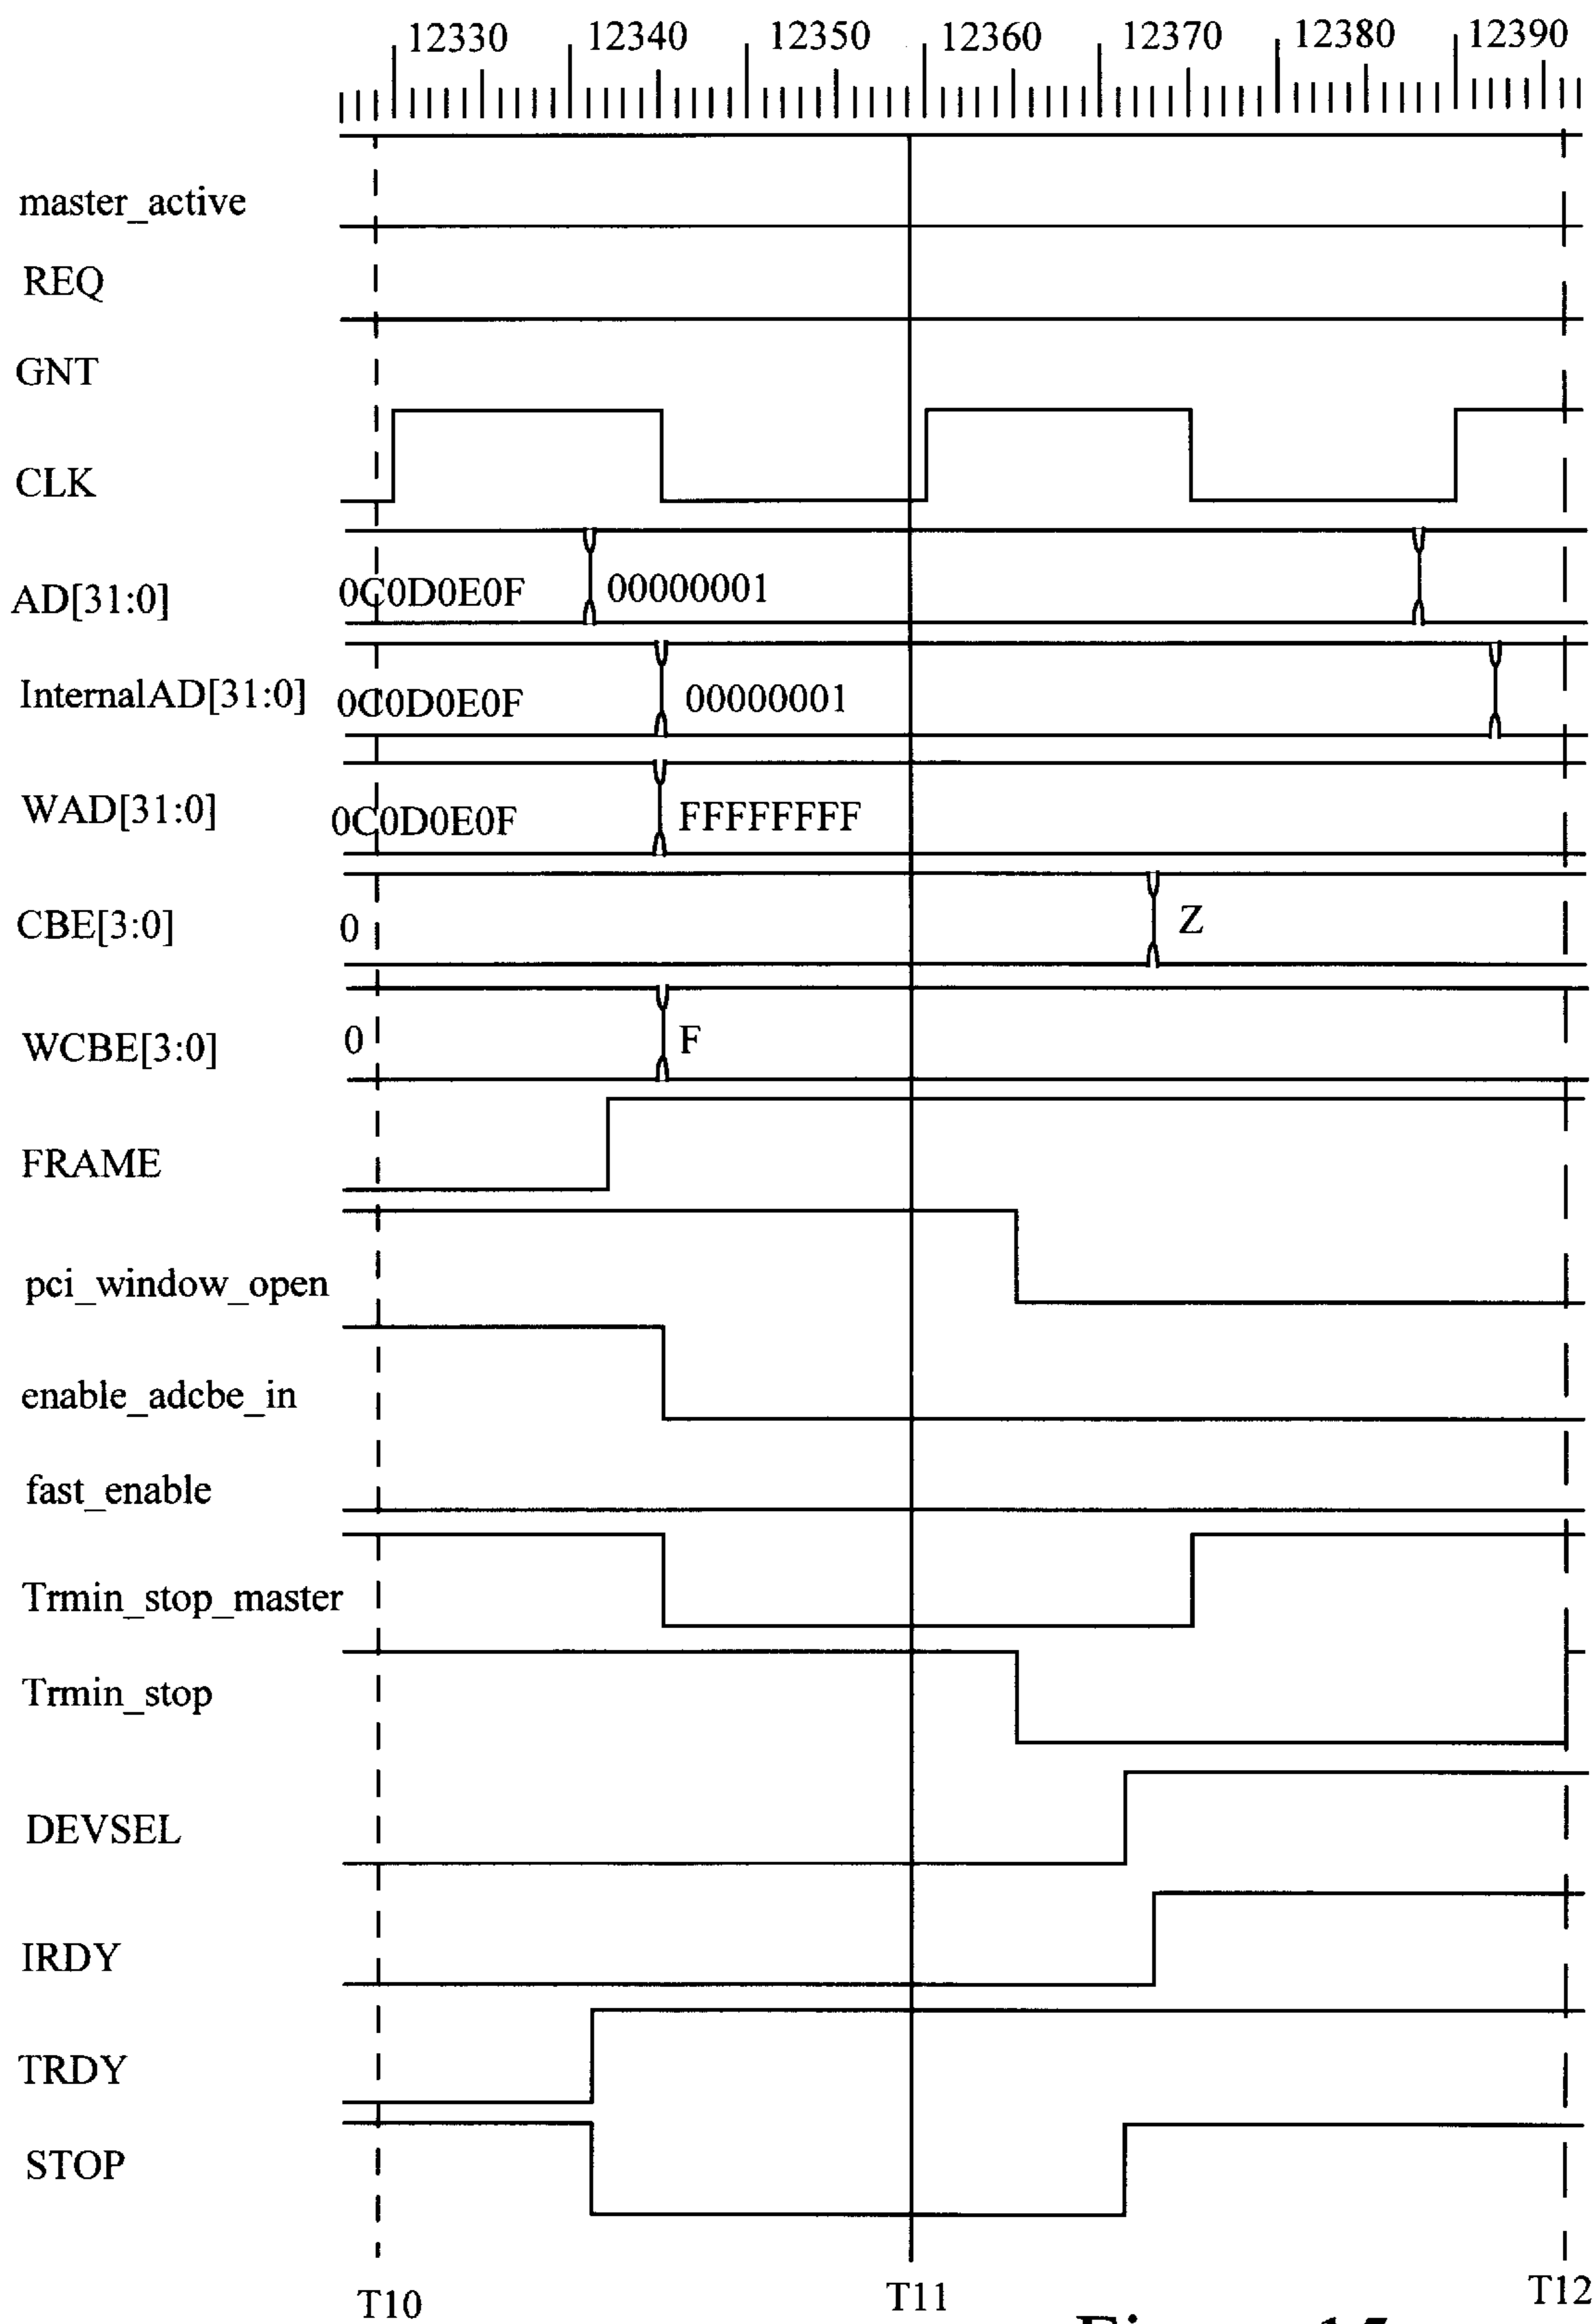 12330 12340 12350 12360 12370 12380 12390
master_active
REQ
GNT
CLK
AD[31:0] 0C0D0E0F 00000001
InternalAD[31:0] 0C0D0E0F 00000001
WAD[31:0] 0C0D0E0F FFFFFFFF
CBE[3:0] 0 Z
WCBE[3:0] 0 F
FRAME
pci_window_open
enable_adcbe_in
fast_enable
Trmin_stop_master
Trmin_stop
DEVSEL
IRDY
TRDY
STOP
T10 T11 T12